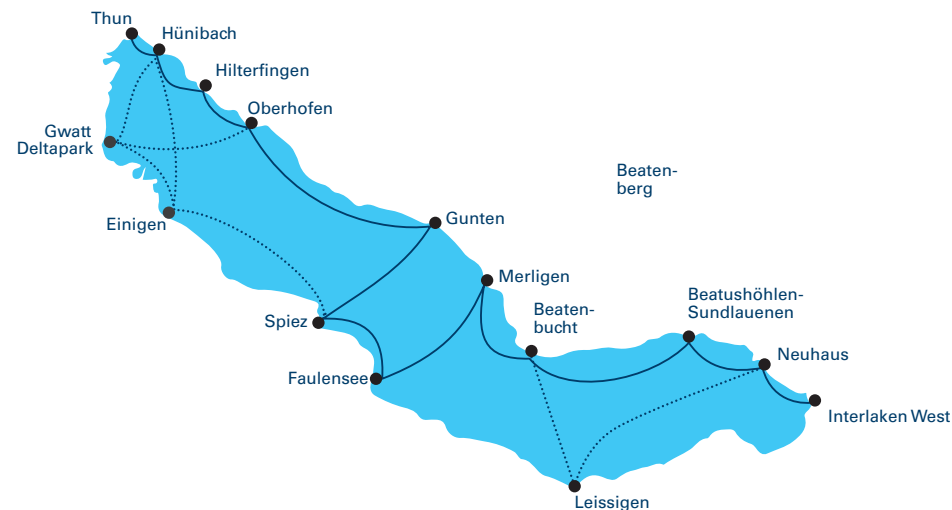 Thun
Hünibach
Hilterfingen
Oberhofen
Gwatt
Deltapark
Beaten-
berg
Einigen
Gunten
Merligen
Beatushöhlen-
Sundlauenen
Beaten-
bucht
Spiez
Neuhaus
Faulensee
Interlaken West
Leissigen